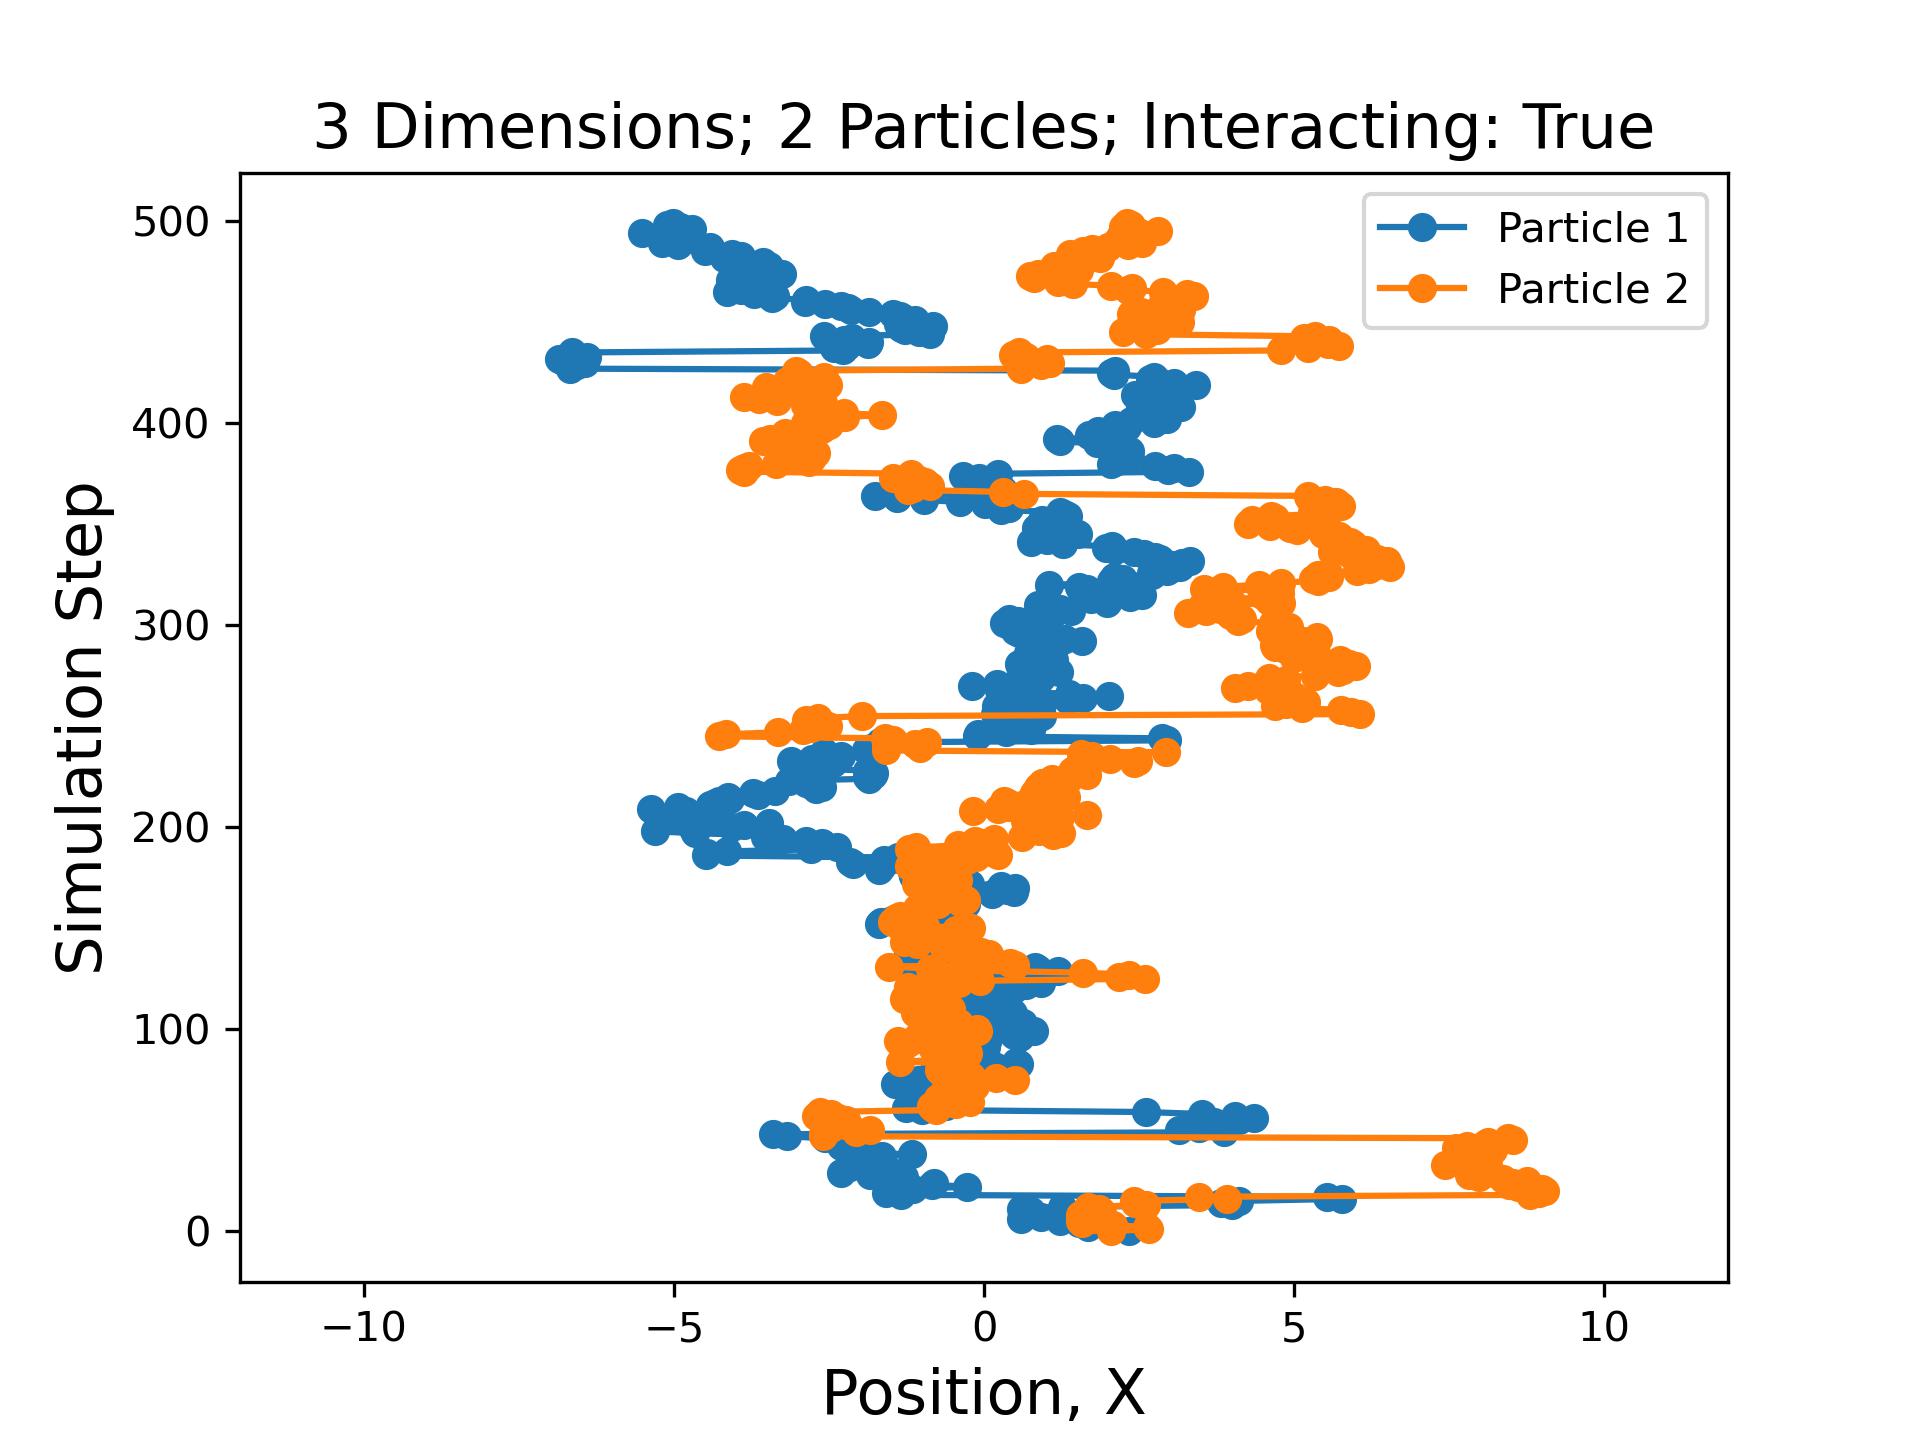 3 Dimensions; 2 Particles; Interacting: True
Particle 1
Particle 2
500
400
300
200
100
0
Simulation Step
−10
−5
0
5
10
Position, X